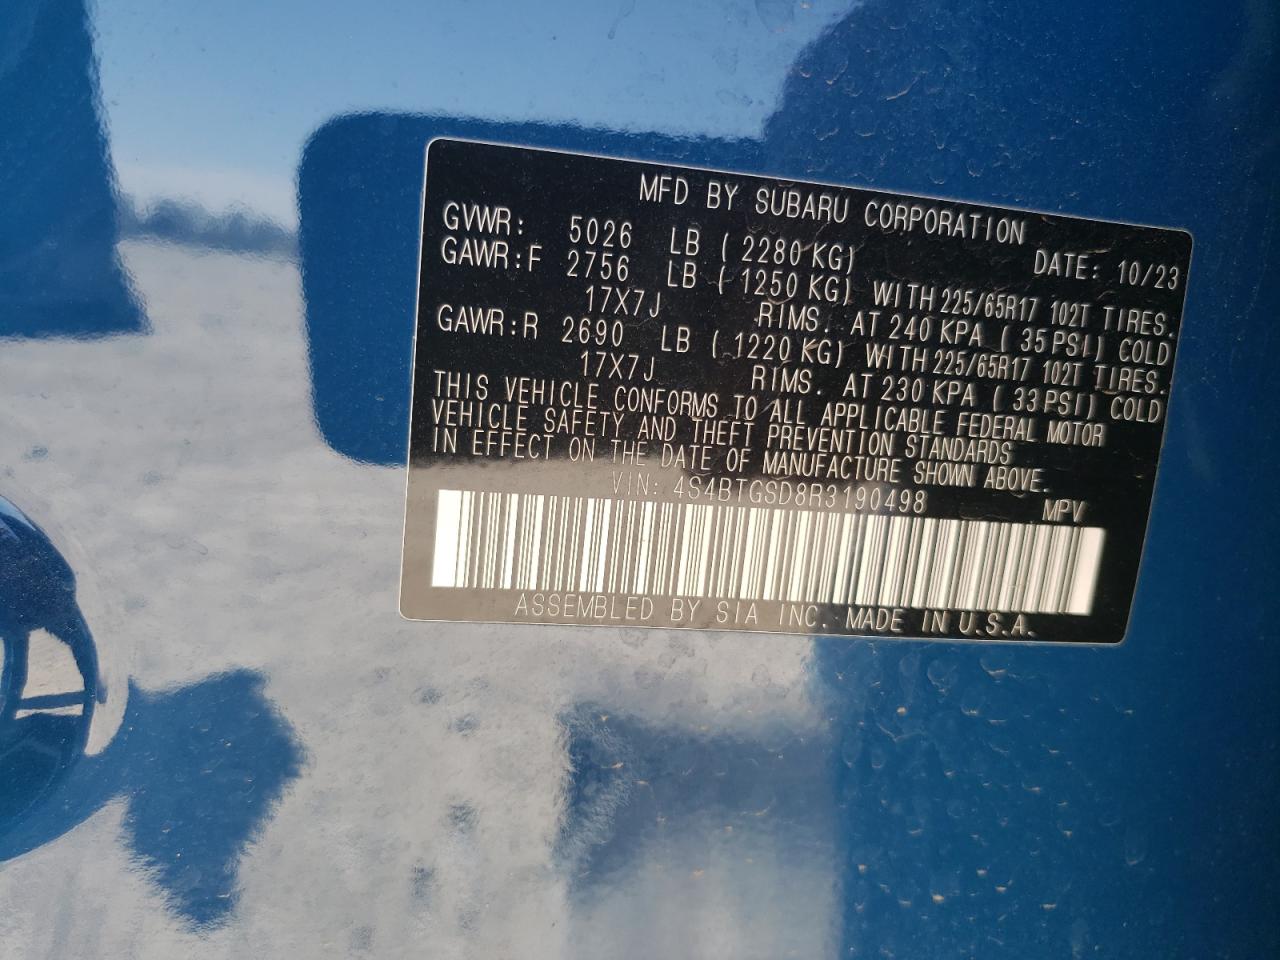 MFD BY SUBARU CORPORATION
GVWR: 5026 LB (2280 KG) DATE: 10/23
GAWR:F 2756 LB (1250 KG) WITH 225/65R17 102T TIRES.
17X7J RIMS. AT 240 KPA (35 PSI) COLD
GAWR:R 2690 LB (1220 KG) WITH 225/65R17 102T TIRES.
17X7J RIMS. AT 230 KPA (33 PSI) COLD
THIS VEHICLE CONFORMS TO ALL APPLICABLE FEDERAL MOTOR
VEHICLE SAFETY AND THEFT PREVENTION STANDARDS
IN EFFECT ON THE DATE OF MANUFACTURE SHOWN ABOVE.
VIN: 4S4BTGSD8R3190498 MPV
ASSEMBLED BY SIA INC. MADE IN U.S.A.